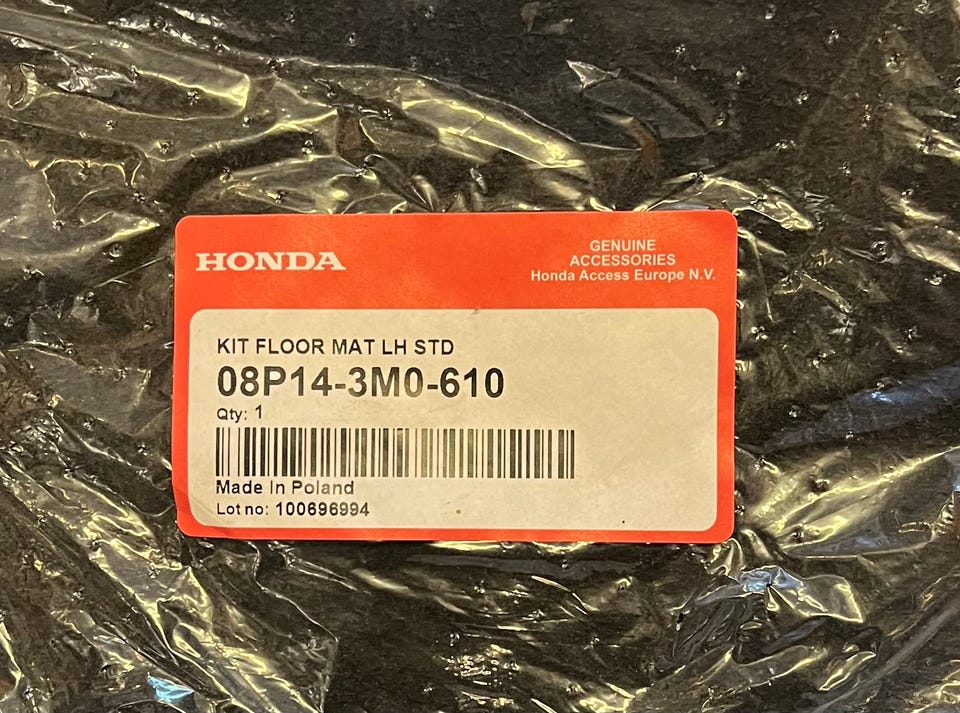 HONDA
GENUINE
ACCESSORIES
Honda Access Europe N.V.
KIT FLOOR MAT LH STD
08P14-3M0-610
Qty: 1
Made In Poland
Lot no: 100696994